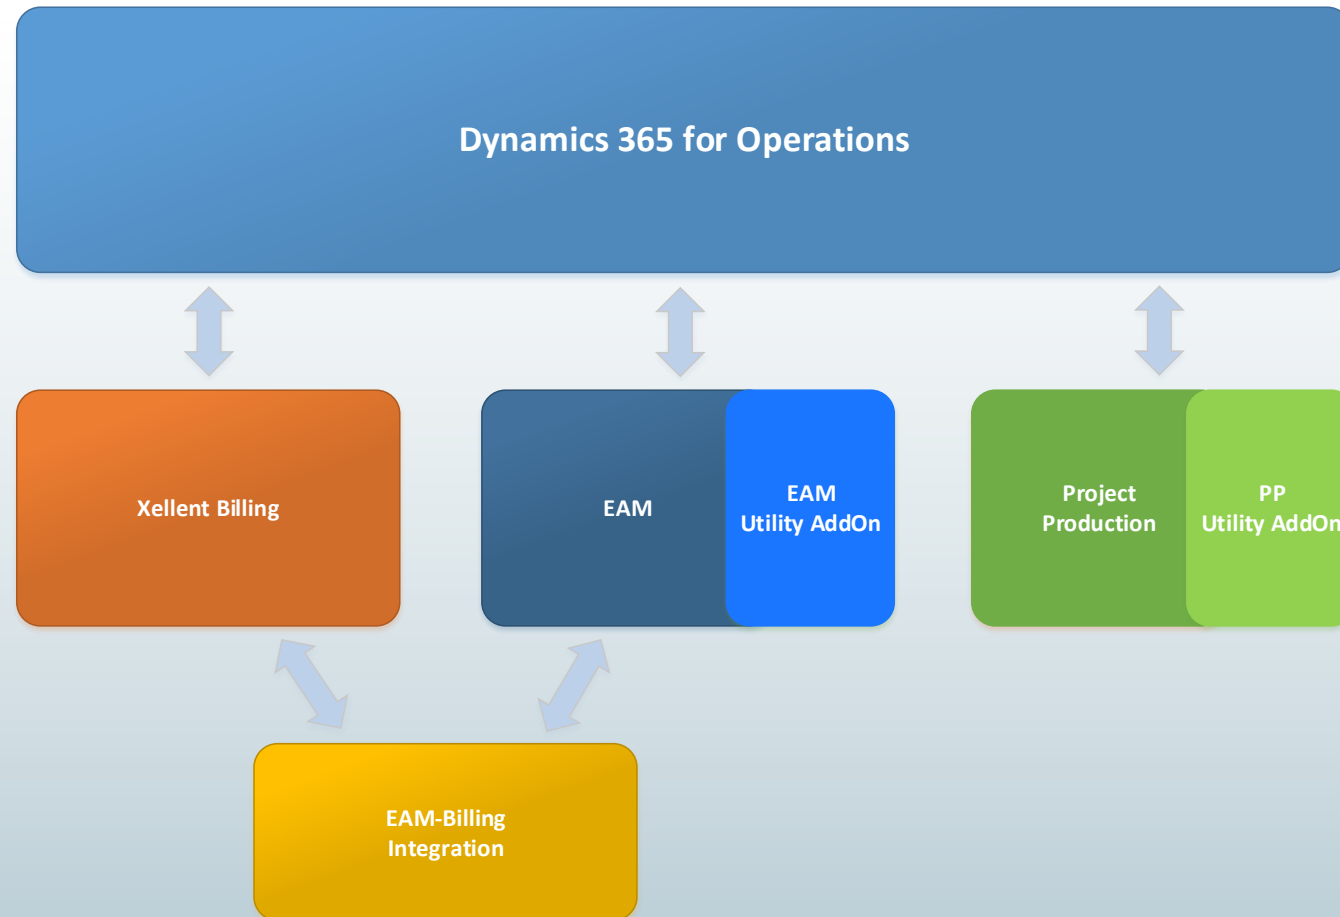 Dynamics 365 for Operations
Xellent Billing
EAM
EAM
Utility AddOn
Project
Production
PP
Utility AddOn
EAM-Billing
Integration